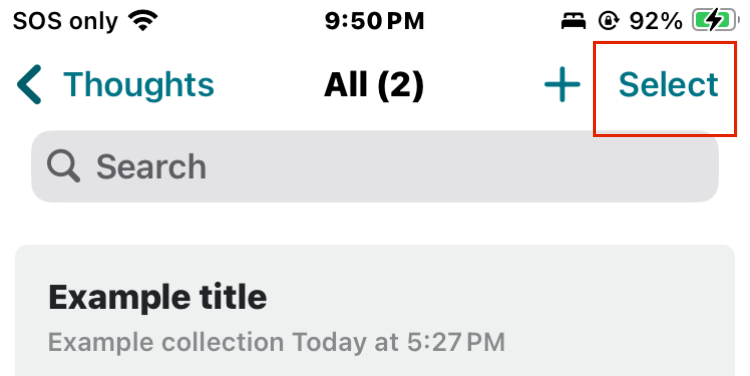 SOS only 9:50 PM 92%
Thoughts All (2) + Select
Search
Example title
Example collection Today at 5:27 PM